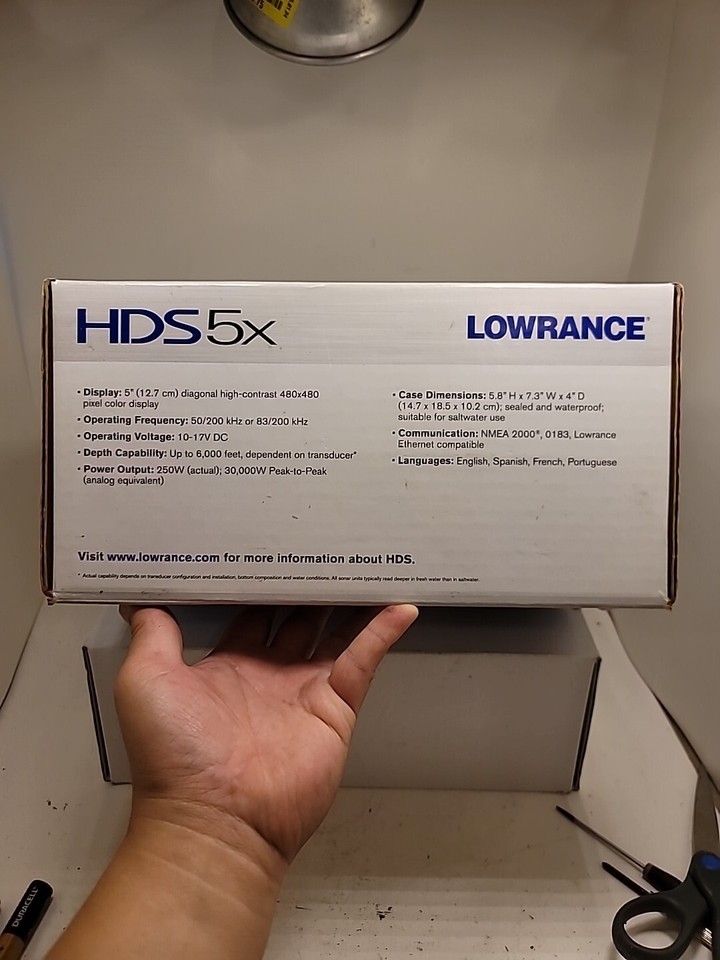 HDS5x
LOWRANCE®
• Display: 5" (12.7 cm) diagonal high-contrast 480x480
pixel color display
• Operating Frequency: 50/200 kHz or 83/200 kHz
• Operating Voltage: 10-17V DC
• Depth Capability: Up to 6,000 feet, dependent on transducer*
• Power Output: 250W (actual); 30,000W Peak-to-Peak
(analog equivalent)
• Case Dimensions: 5.8" H x 7.3" W x 4" D
(14.7 x 18.5 x 10.2 cm); sealed and waterproof;
suitable for saltwater use
• Communication: NMEA 2000®, 0183, Lowrance
Ethernet compatible
• Languages: English, Spanish, French, Portuguese
Visit www.lowrance.com for more information about HDS.
* Actual capability depends on transducer configuration and installation, bottom composition and water conditions. All sonar units typically read deeper in fresh water than in saltwater.
DURACELL